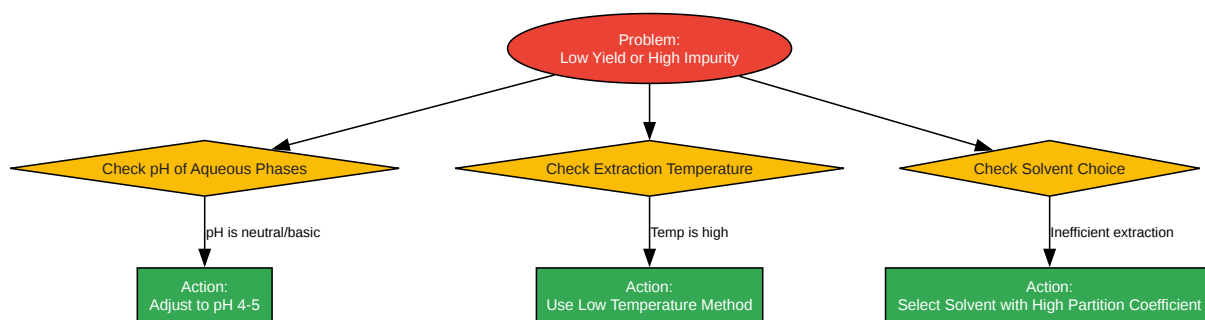 Problem:
Low Yield or High Impurity
Check pH of Aqueous Phases
Check Extraction Temperature
Check Solvent Choice
pH is neutral/basic
Temp is high
Inefficient extraction
Action:
Adjust to pH 4-5
Action:
Use Low Temperature Method
Action:
Select Solvent with High Partition Coefficient